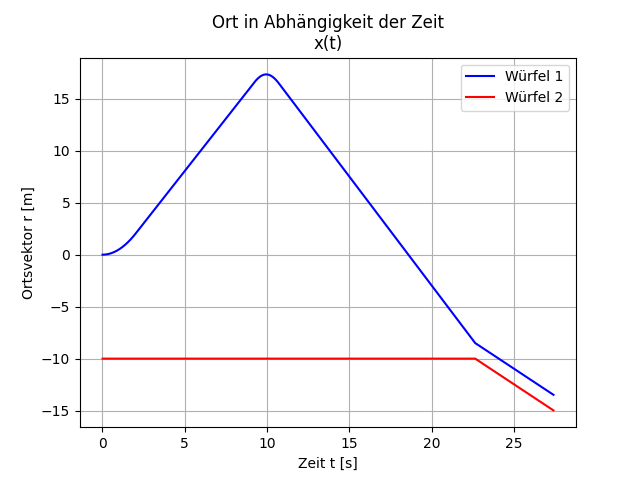 Ort in Abhängigkeit der Zeit
x(t)
Würfel 1
Würfel 2
Ortsvektor r [m]
15
10
5
0
−5
−10
−15
0 5 10 15 20 25
Zeit t [s]